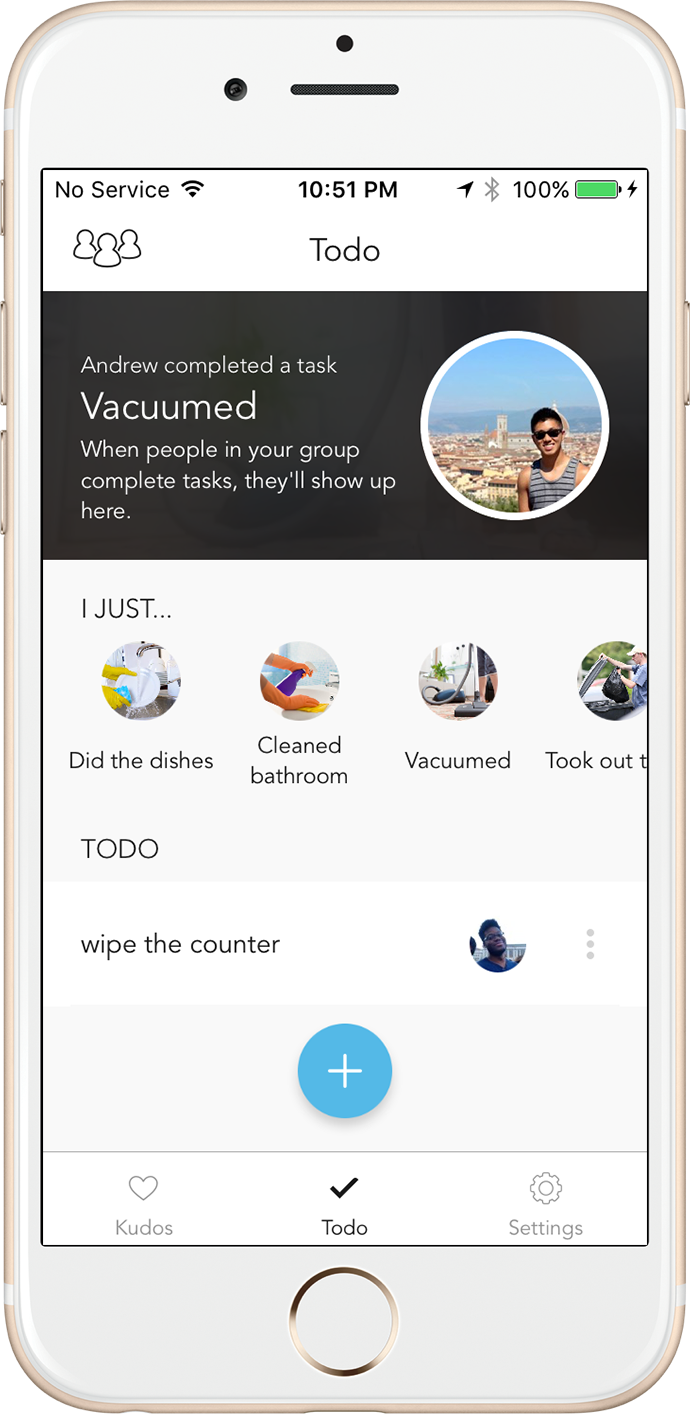 No Service 10:51 PM 100%
Todo
Andrew completed a task
Vacuumed
When people in your group
complete tasks, they'll show up
here.
I JUST...
Did the dishes
Cleaned
bathroom
Vacuumed
Took out t
TODO
wipe the counter
Kudos
Todo
Settings